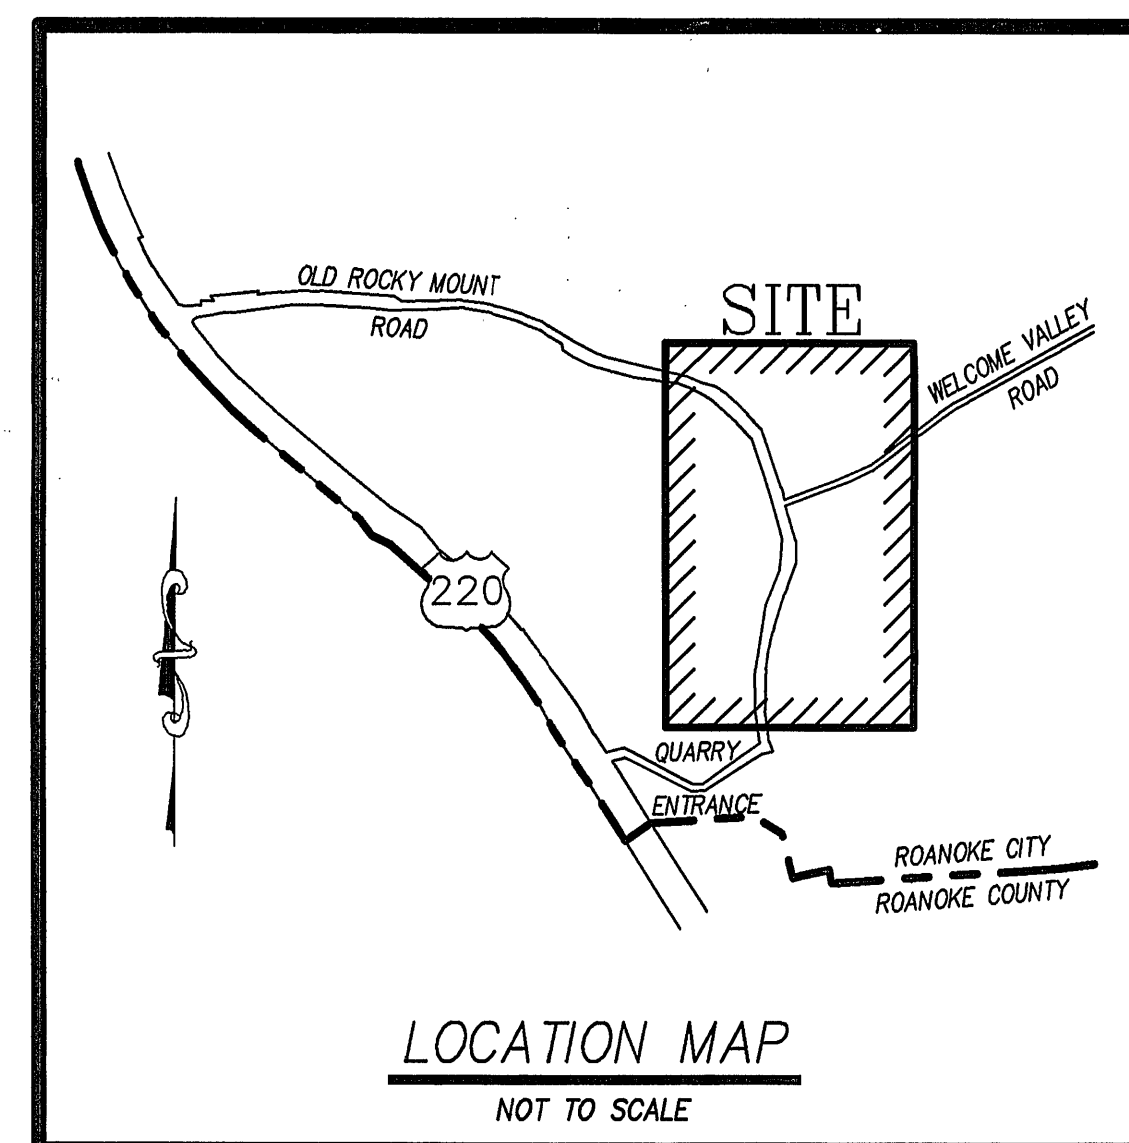 OLD ROCKY MOUNT
ROAD
SITE
WELCOME VALLEY
ROAD
220
QUARRY
ENTRANCE
ROANOKE CITY
ROANOKE COUNTY
LOCATION MAP
NOT TO SCALE